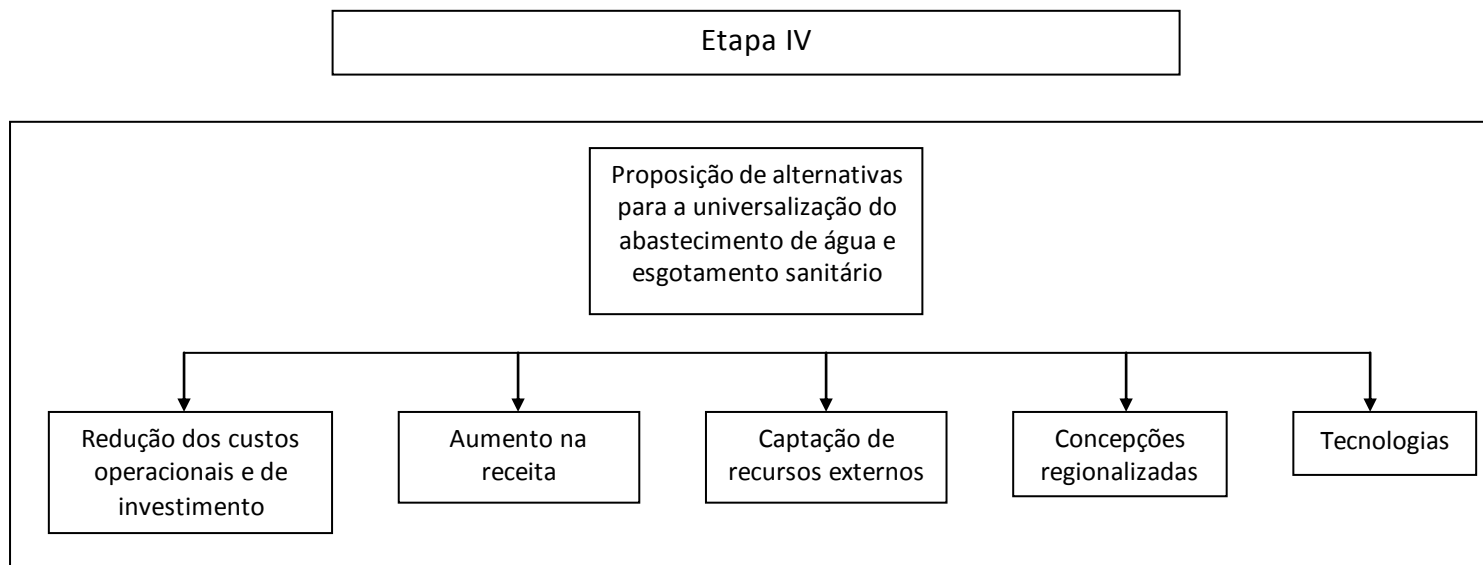 Etapa IV
Proposição de alternativas
para a universalização do
abastecimento de água e
esgotamento sanitário
Redução dos custos
operacionais e de
investimento
Aumento na
receita
Captação de
recursos externos
Concepções
regionalizadas
Tecnologias